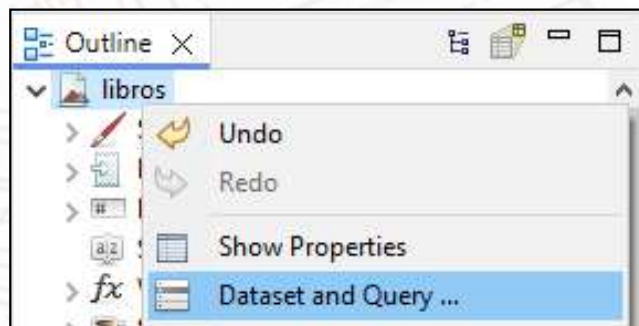 Outline
libros
Undo
Redo
Show Properties
Dataset and Query ...